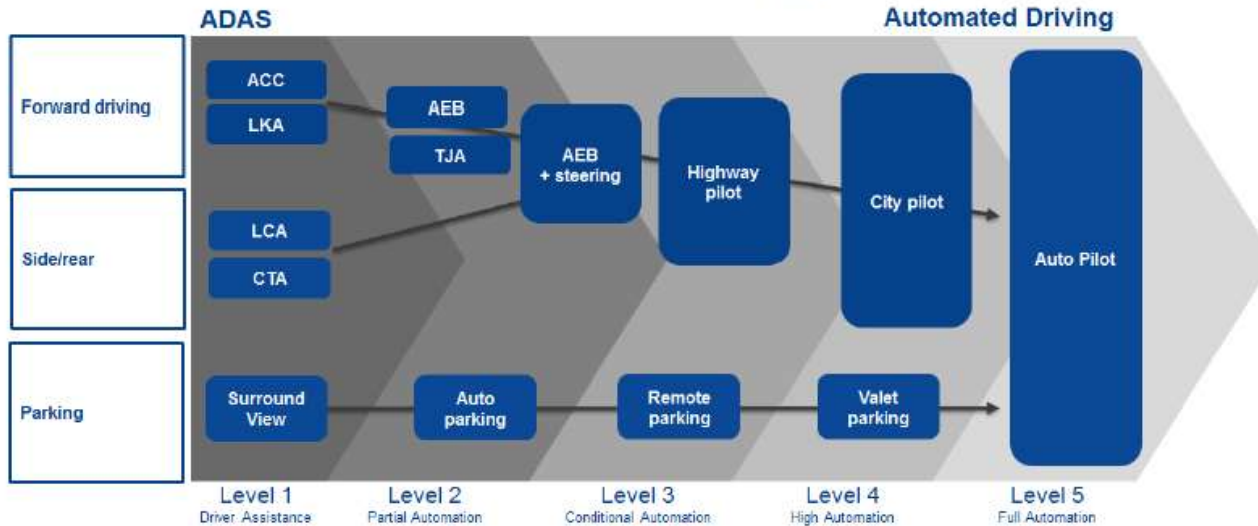 ADAS
Automated Driving
Forward driving
ACC
LKA
AEB
TJA
AEB
+ steering
Highway
pilot
City pilot
Auto Pilot
Side/rear
LCA
CTA
Parking
Surround
View
Auto
parking
Remote
parking
Valet
parking
Level 1
Driver Assistance
Level 2
Partial Automation
Level 3
Conditional Automation
Level 4
High Automation
Level 5
Full Automation